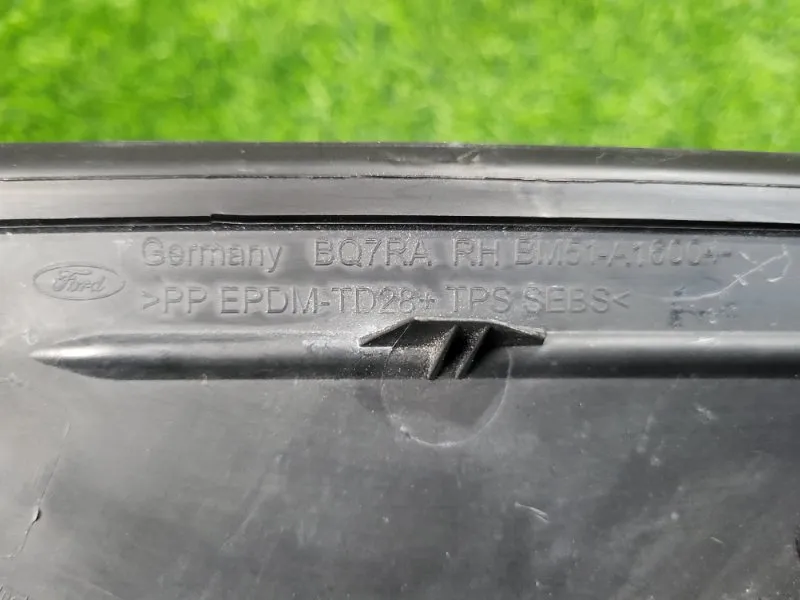 Germany BQ7RA RH BM51-A16004-
Ford
>PP EPDM-TD28+ TPS SEBS<